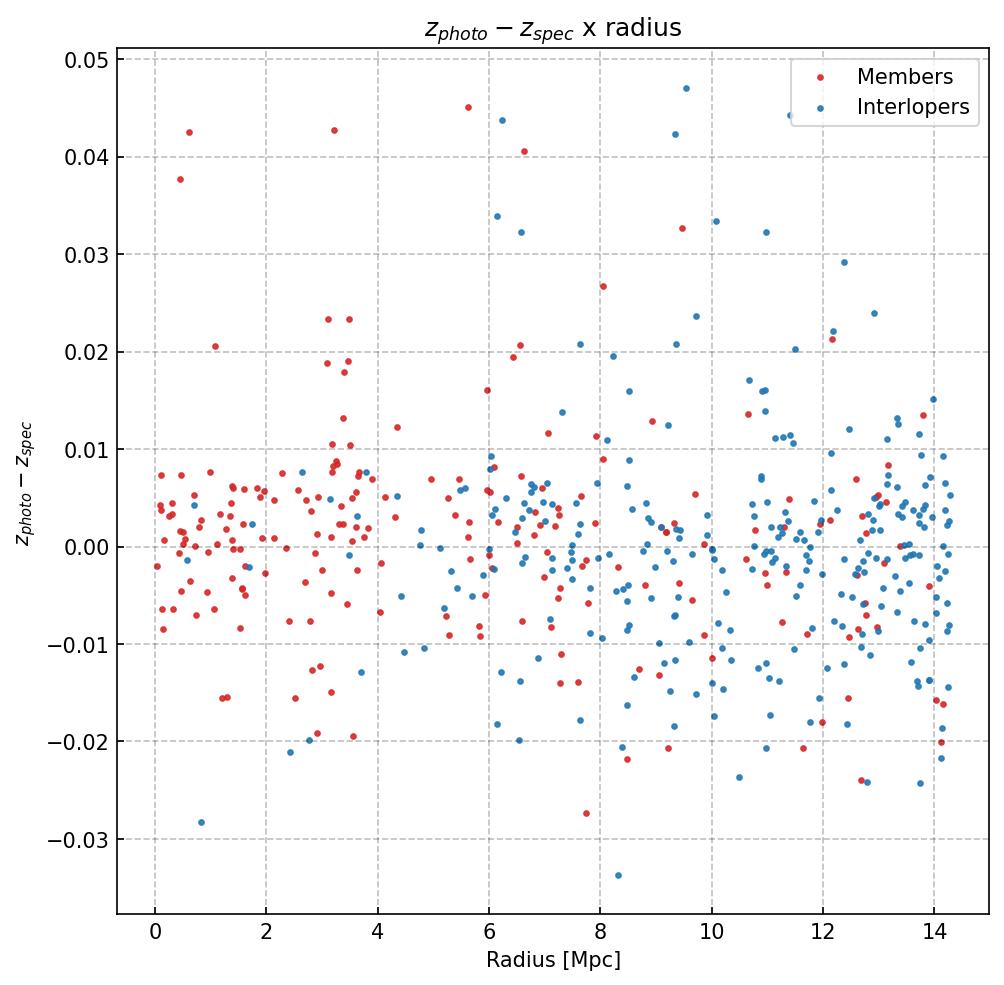 z_photo − z_spec x radius
Members
Interlopers
0.05
0.04
0.03
0.02
0.01
0.00
−0.01
−0.02
−0.03
z_photo − z_spec
0 2 4 6 8 10 12 14
Radius [Mpc]